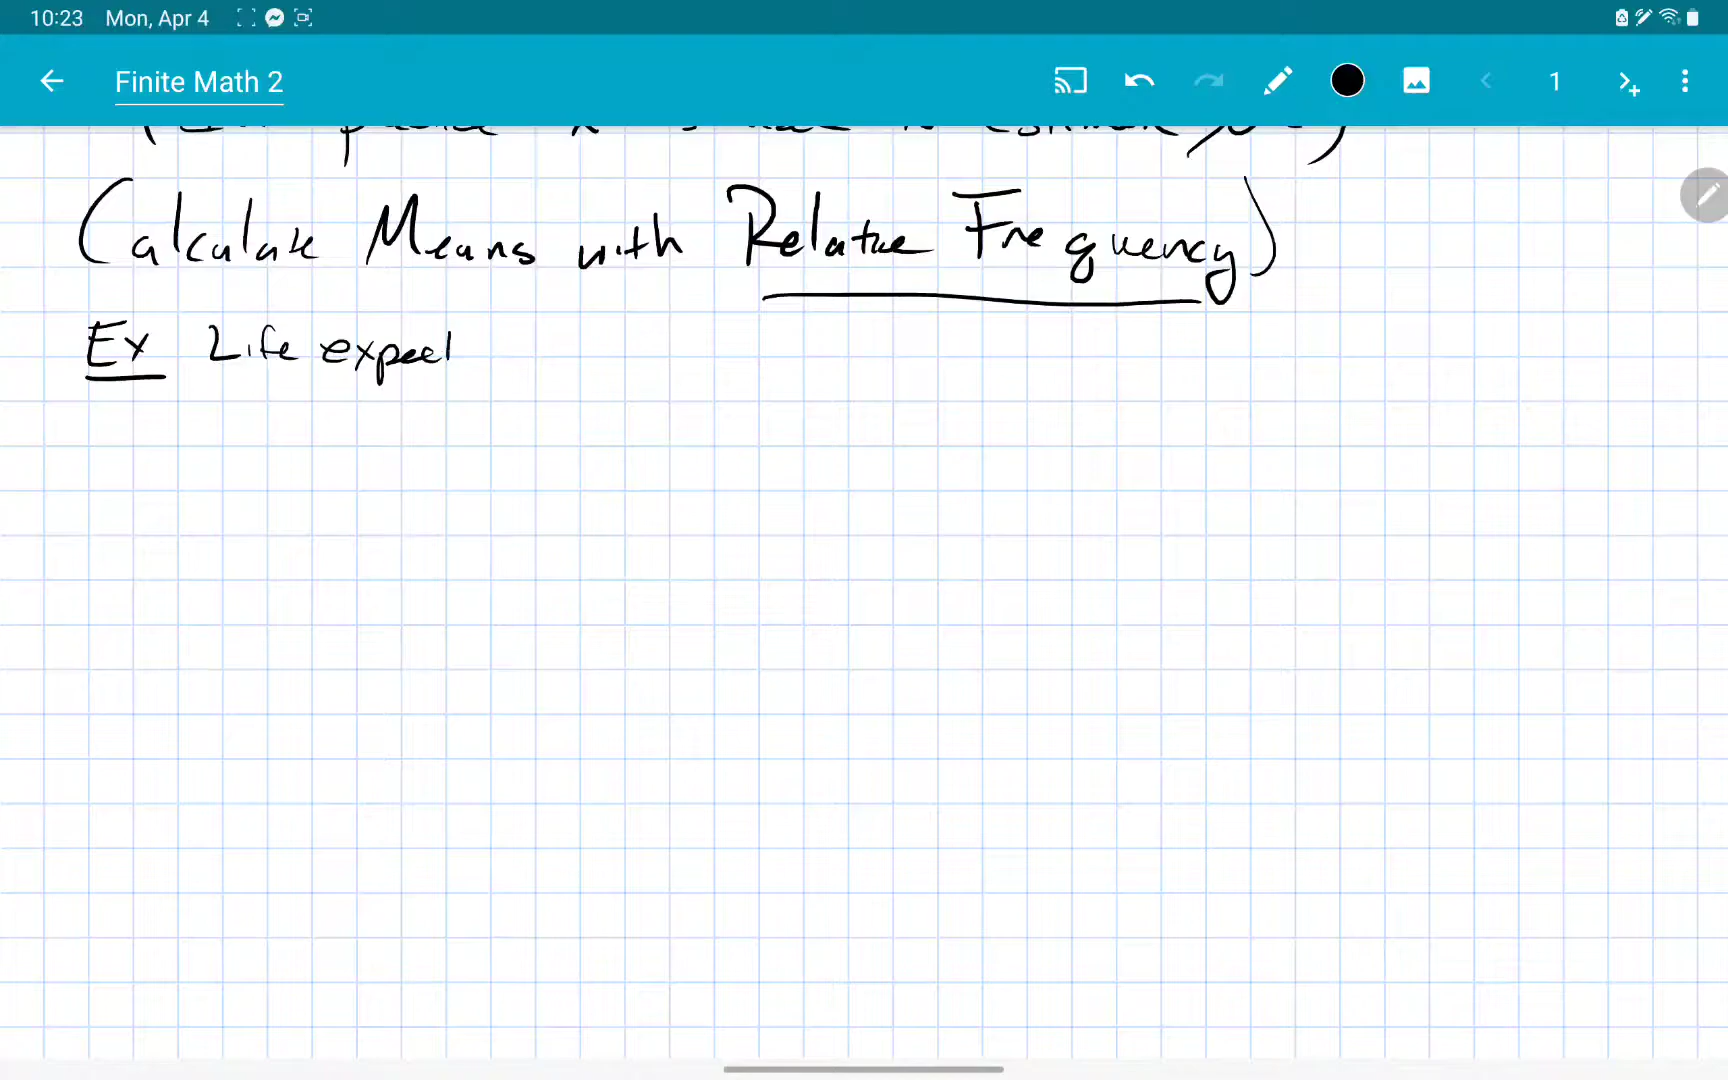 10:23 Mon, Apr 4
Finite Math 2
1
(Calculate Means with Relative Frequency)
Ex Life expect